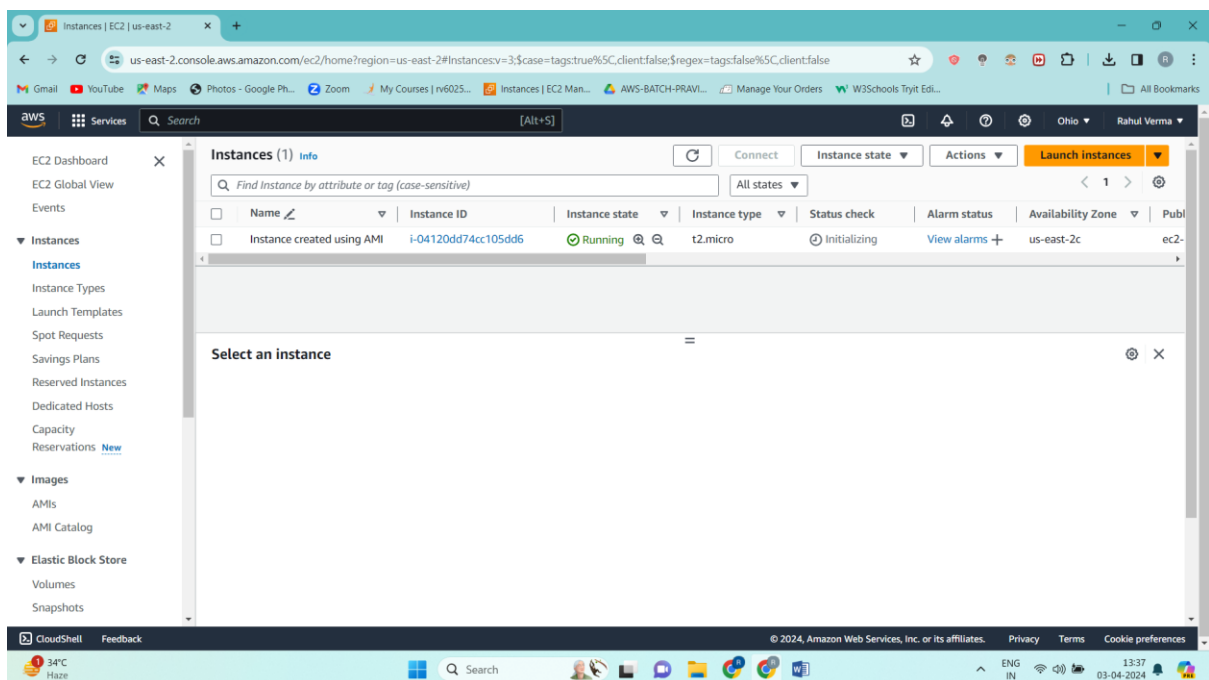 Instances | EC2 | us-east-2
us-east-2.console.aws.amazon.com/ec2/home?region=us-east-2#Instances:v=3;$case=tags:true%5C,client:false;$regex=tags:false%5C,client:false
Gmail YouTube Maps Photos - Google Ph... Zoom My Courses | rv6025... Instances | EC2 Man... AWS-BATCH-PRAVI... Manage Your Orders W3Schools Tryit Edi... All Bookmarks
aws Services Search [Alt+S] Ohio Rahul Verma
EC2 Dashboard
EC2 Global View
Events
Instances
Instances
Instance Types
Launch Templates
Spot Requests
Savings Plans
Reserved Instances
Dedicated Hosts
Capacity
Reservations New
Images
AMIs
AMI Catalog
Elastic Block Store
Volumes
Snapshots
Instances (1) Info Connect Instance state Actions Launch instances
Find Instance by attribute or tag (case-sensitive) All states 1
Name Instance ID Instance state Instance type Status check Alarm status Availability Zone Publ
Instance created using AMI i-04120dd74cc105dd6 Running t2.micro Initializing View alarms + us-east-2c ec2-
Select an instance
CloudShell Feedback © 2024, Amazon Web Services, Inc. or its affiliates. Privacy Terms Cookie preferences
1 34°C Search ENG 13:37
Haze IN 03-04-2024